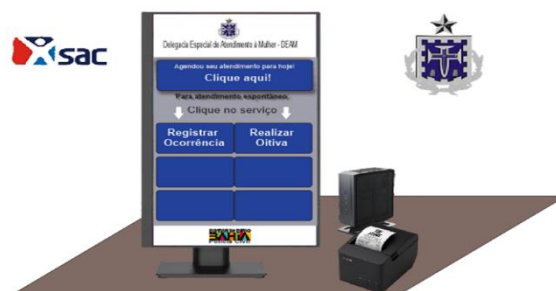 sac
Delegacia Especial de Atendimento à Mulher - DEAM
Agendou seu atendimento para hoje!
Clique aqui!
Para atendimento espontâneo,
Clique no serviço
Registrar Ocorrência
Realizar Oitiva
BAHIA